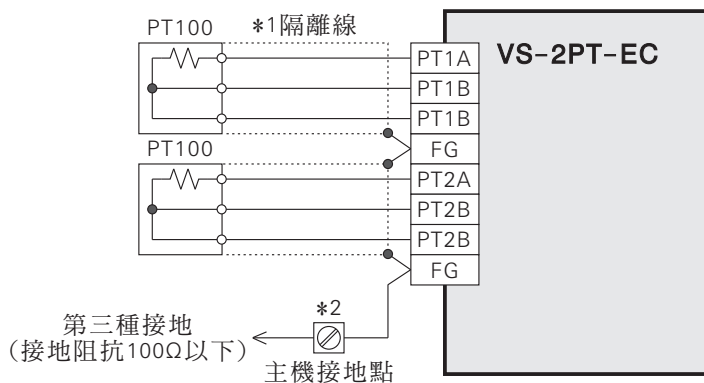 PT100
*1隔離線
VS-2PT-EC
PT1A
PT1B
PT1B
FG
PT100
PT2A
PT2B
PT2B
FG
*2
第三種接地
(接地阻抗100Ω以下)
主機接地點